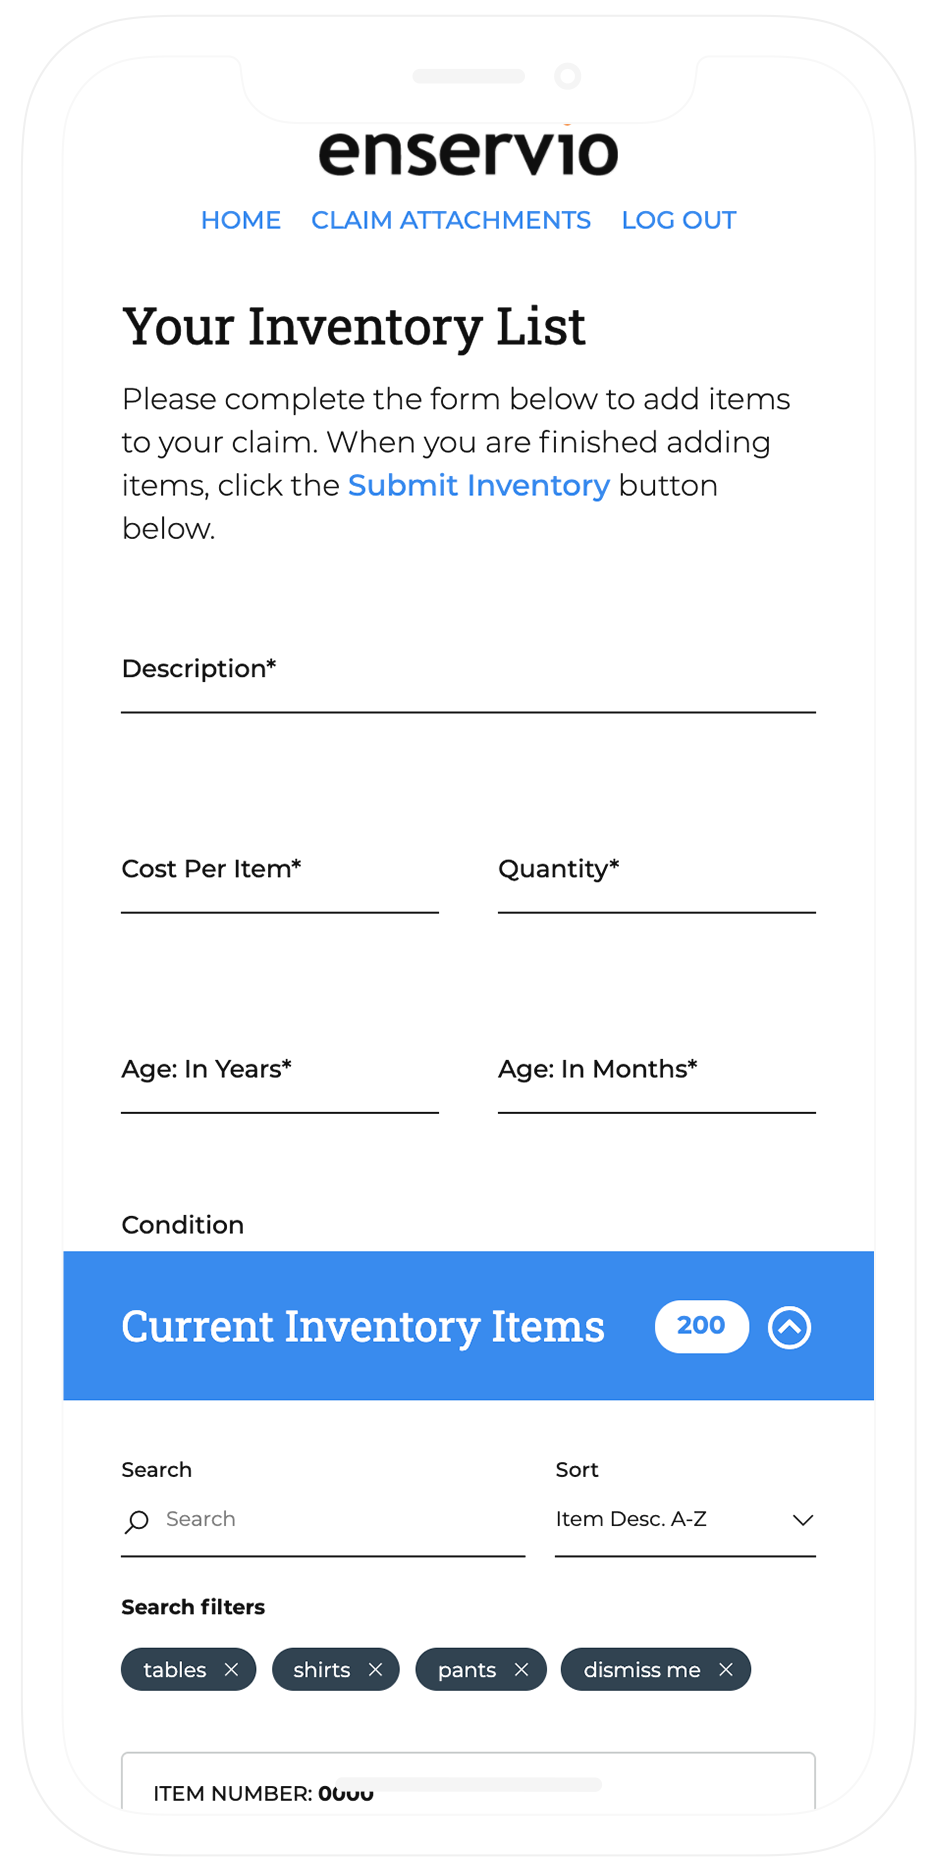 enservio
HOME CLAIM ATTACHMENTS LOG OUT
Your Inventory List
Please complete the form below to add items
to your claim. When you are finished adding
items, click the Submit Inventory button
below.
Description*
Cost Per Item* Quantity*
Age: In Years* Age: In Months*
Condition
Current Inventory Items 200
Search Sort
Search Item Desc. A-Z
Search filters
tables shirts pants dismiss me
ITEM NUMBER: 0000